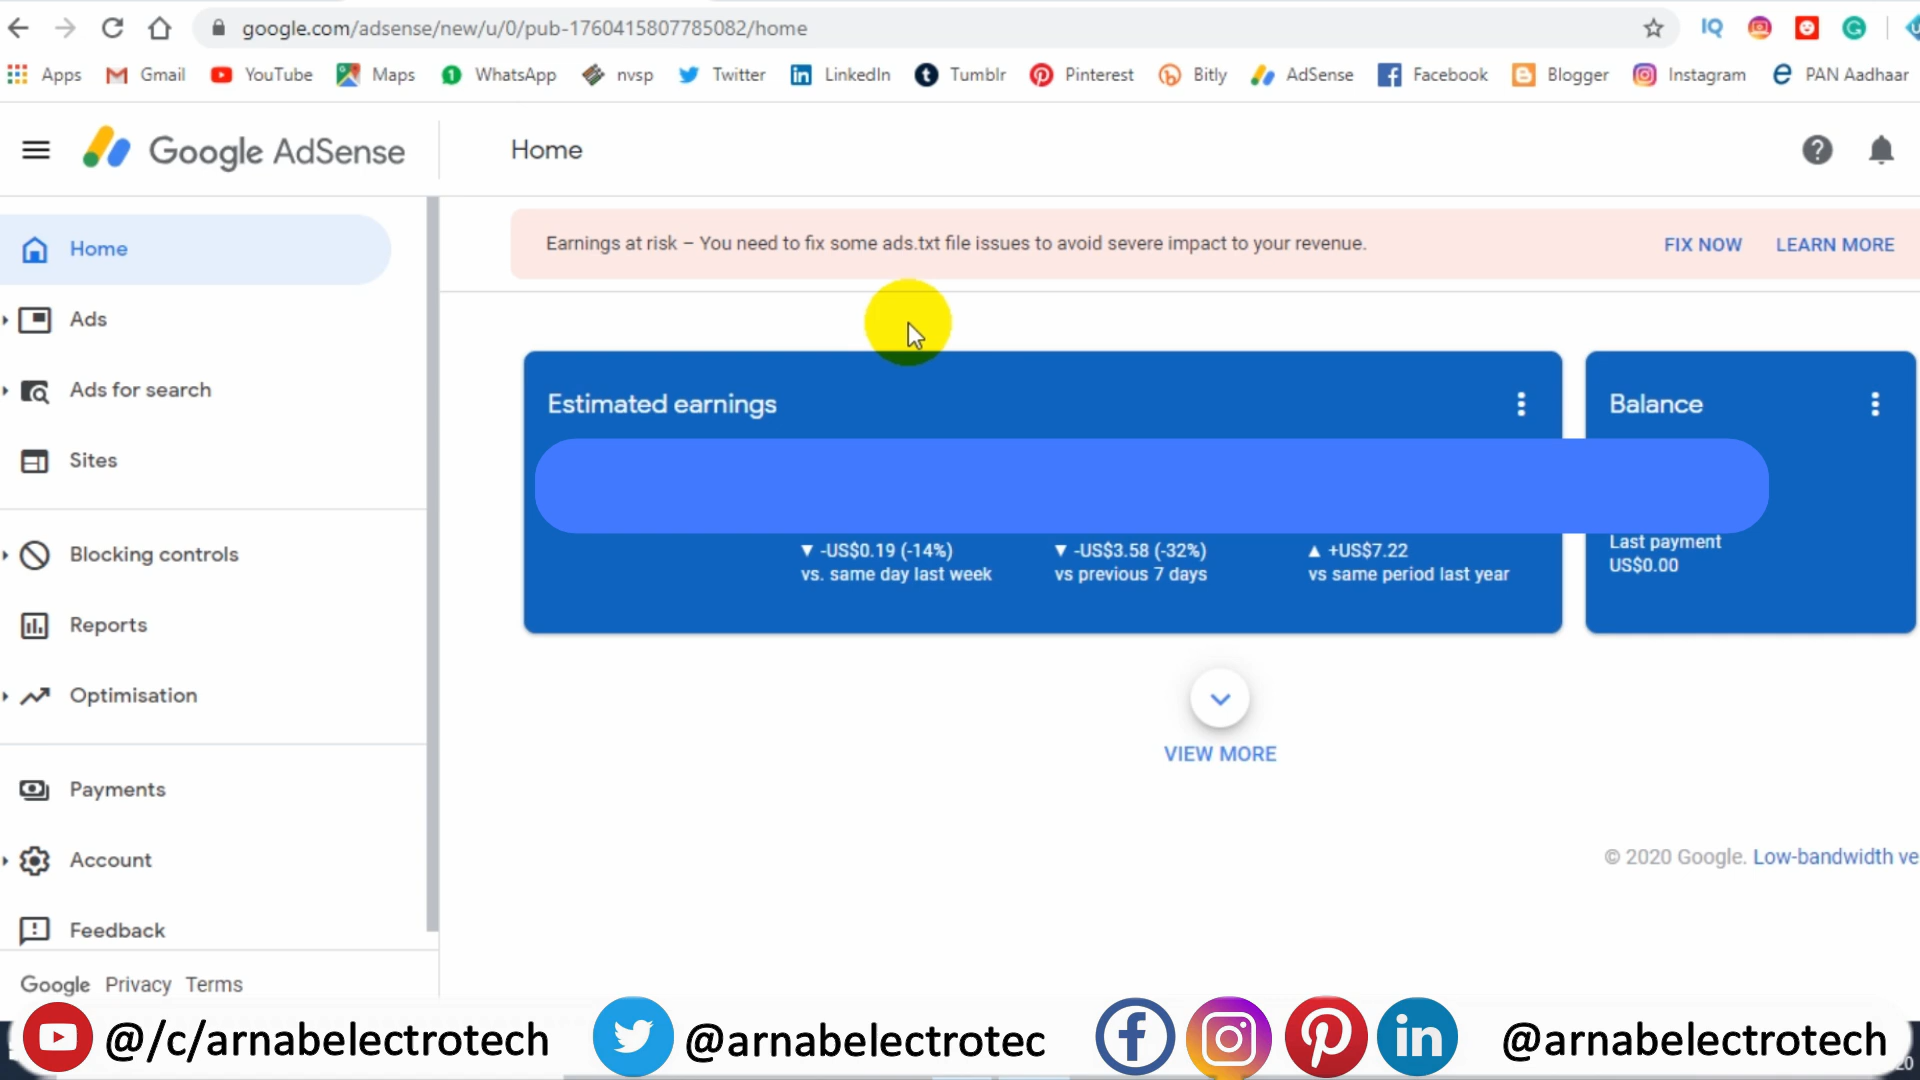 google.com/adsense/new/u/0/pub-1760415807785082/home
IQ
Apps Gmail YouTube Maps WhatsApp nvsp Twitter LinkedIn Tumblr Pinterest Bitly AdSense Facebook Blogger Instagram PAN Aadhaar
Google AdSense
Home
Earnings at risk – You need to fix some ads.txt file issues to avoid severe impact to your revenue.
FIX NOW LEARN MORE
Home
Ads
Ads for search
Sites
Blocking controls
Reports
Optimisation
Payments
Account
Feedback
Google Privacy Terms
Estimated earnings
▼ -US$0.19 (-14%)
vs. same day last week
▼ -US$3.58 (-32%)
vs previous 7 days
▲ +US$7.22
vs same period last year
Balance
Last payment
US$0.00
VIEW MORE
© 2020 Google. Low-bandwidth ve
@/c/arnabelectrotech @arnabelectrotec @arnabelectrotech